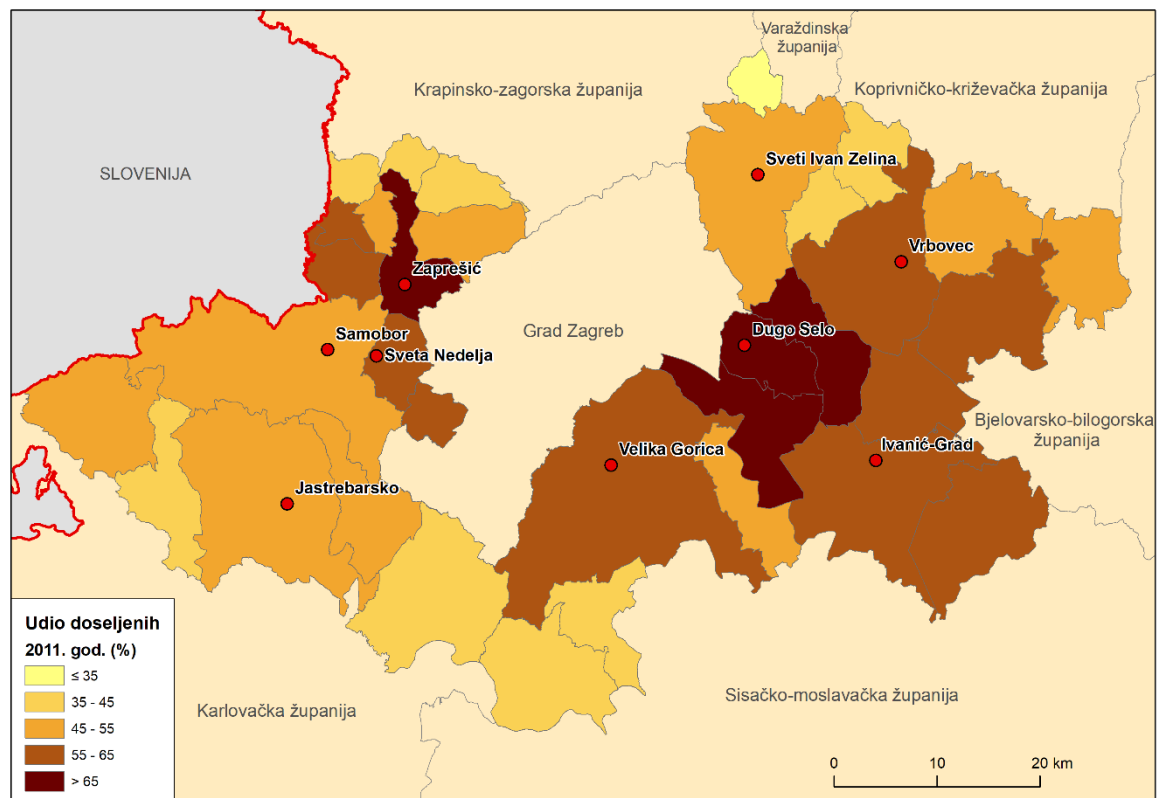 Varaždinska
županija
Krapinsko-zagorska županija
Koprivničko-križevačka županija
SLOVENIJA
Sveti Ivan Zelina
Vrbovec
Zaprešić
Grad Zagreb
Dugo Selo
Samobor
Sveta Nedelja
Bjelovarsko-bilogorska
županija
Velika Gorica
Ivanić-Grad
Jastrebarsko
Udio doseljenih
2011. god. (%)
≤ 35
35 - 45
45 - 55
55 - 65
> 65
Karlovačka županija
Sisačko-moslavačka županija
0 10 20 km